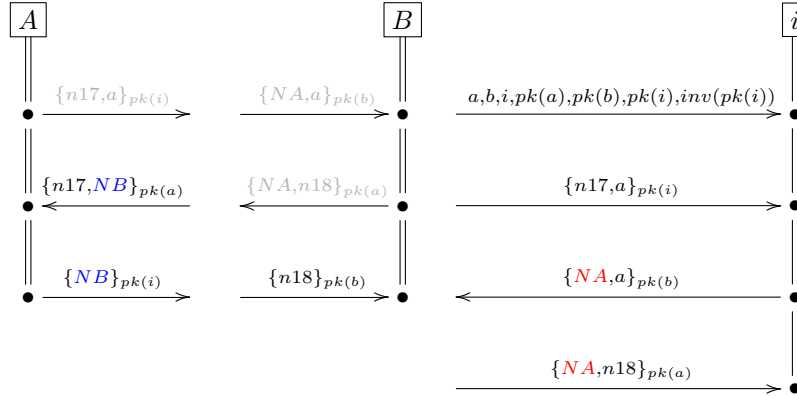 A B i
{n17,a}pk(i) {NA,a}pk(b) a,b,i,pk(a),pk(b),pk(i),inv(pk(i))
{n17,NB}pk(a) {NA,n18}pk(a) {n17,a}pk(i)
{NB}pk(i) {n18}pk(b) {NA,a}pk(b)
{NA,n18}pk(a)